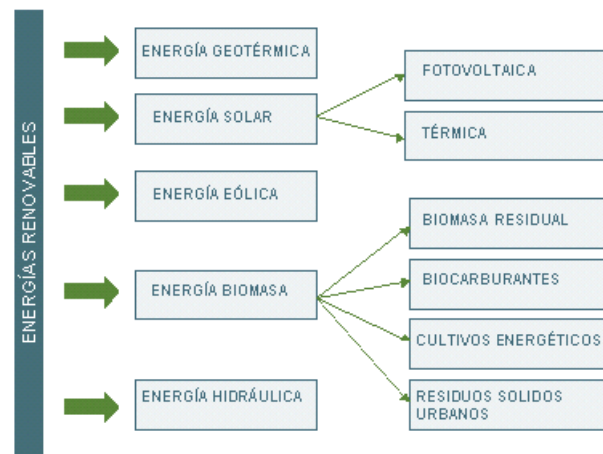 ENERGÍAS RENOVABLES
ENERGÍA GEOTÉRMICA
ENERGÍA SOLAR
FOTOVOLTAICA
TÉRMICA
ENERGÍA EÓLICA
ENERGÍA BIOMASA
BIOMASA RESIDUAL
BIOCARBURANTES
CULTIVOS ENERGÉTICOS
RESIDUOS SOLIDOS
URBANOS
ENERGÍA HIDRÁULICA